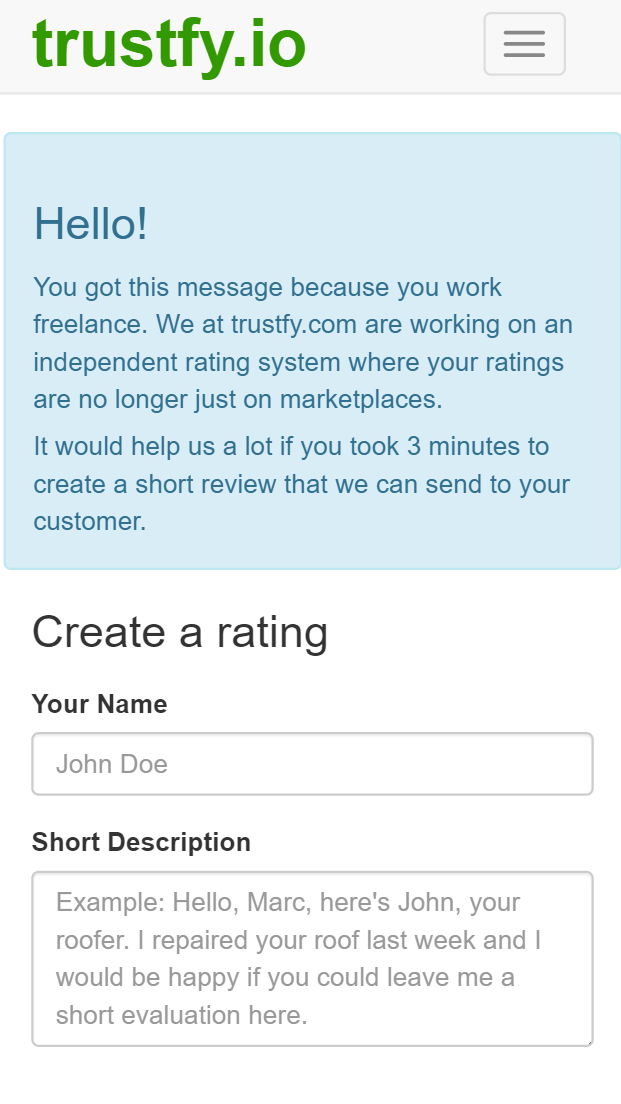 trustfy.io
Hello!
You got this message because you work
freelance. We at trustfy.com are working on an
independent rating system where your ratings
are no longer just on marketplaces.
It would help us a lot if you took 3 minutes to
create a short review that we can send to your
customer.
Create a rating
Your Name
John Doe
Short Description
Example: Hello, Marc, here's John, your
roofer. I repaired your roof last week and I
would be happy if you could leave me a
short evaluation here.